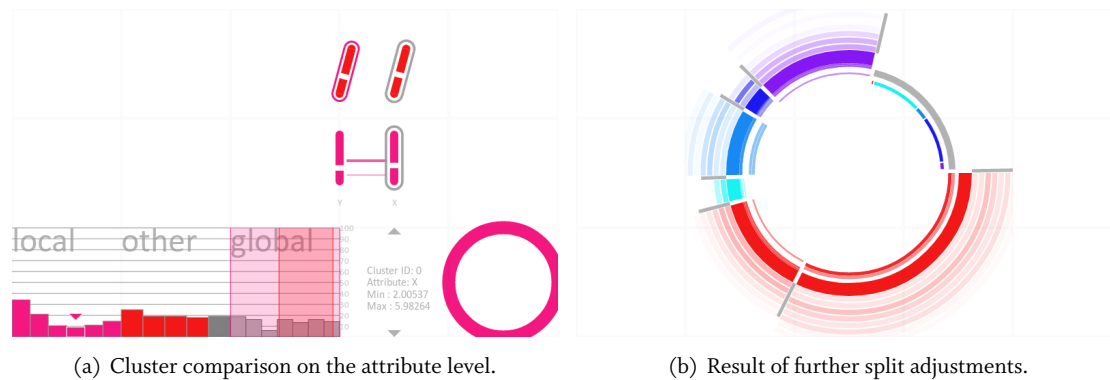 Y X
local other global
100
90
80
70
60
50
40
30
20
10
Cluster ID: 0
Attribute: X
Min : 2.00537
Max : 5.98264
(a) Cluster comparison on the attribute level.
(b) Result of further split adjustments.